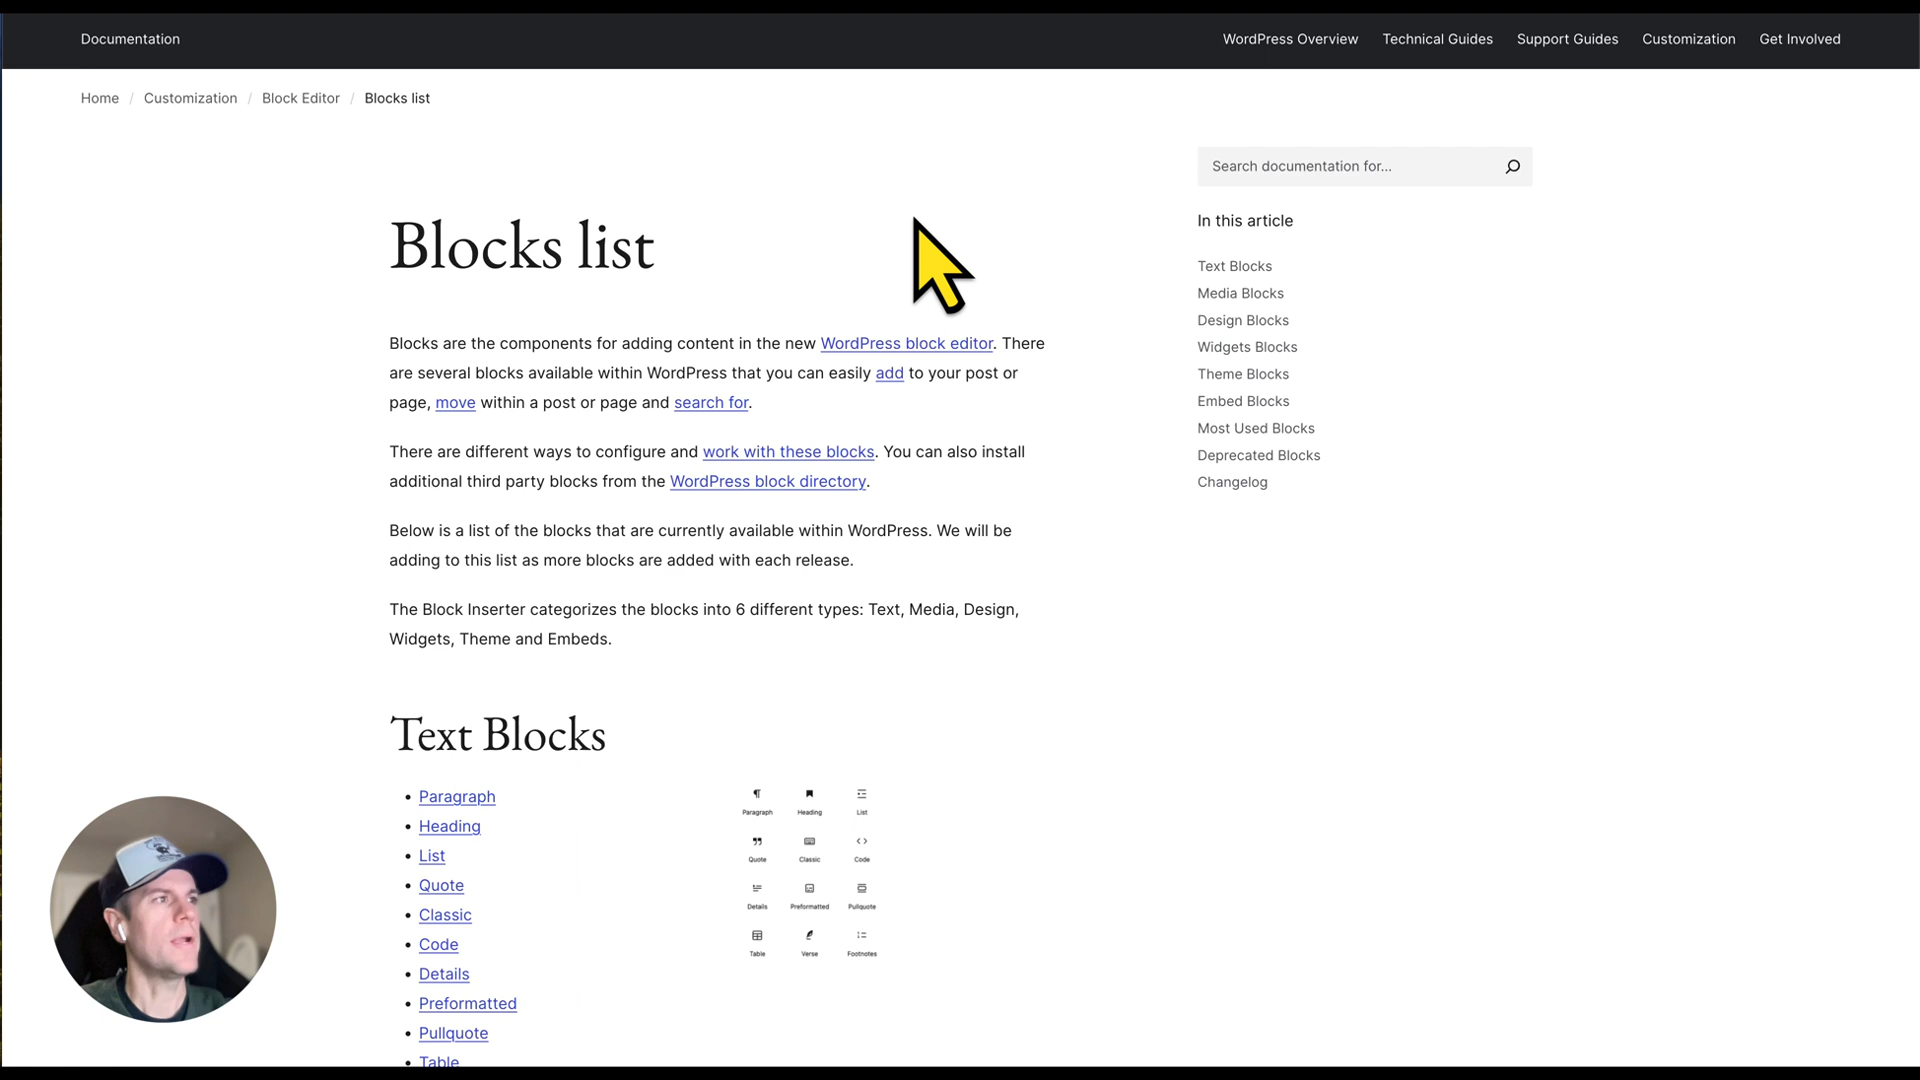 Documentation
WordPress Overview Technical Guides Support Guides Customization Get Involved
Home / Customization / Block Editor / Blocks list
Search documentation for...
Blocks list
Blocks are the components for adding content in the new WordPress block editor. There
are several blocks available within WordPress that you can easily add to your post or
page, move within a post or page and search for.
There are different ways to configure and work with these blocks. You can also install
additional third party blocks from the WordPress block directory.
Below is a list of the blocks that are currently available within WordPress. We will be
adding to this list as more blocks are added with each release.
The Block Inserter categorizes the blocks into 6 different types: Text, Media, Design,
Widgets, Theme and Embeds.
In this article
Text Blocks
Media Blocks
Design Blocks
Widgets Blocks
Theme Blocks
Embed Blocks
Most Used Blocks
Deprecated Blocks
Changelog
Text Blocks
• Paragraph
• Heading
• List
• Quote
• Classic
• Code
• Details
• Preformatted
• Pullquote
• Table
Paragraph Heading List
Quote Classic Code
Details Preformatted Pullquote
Table Verse Footnotes